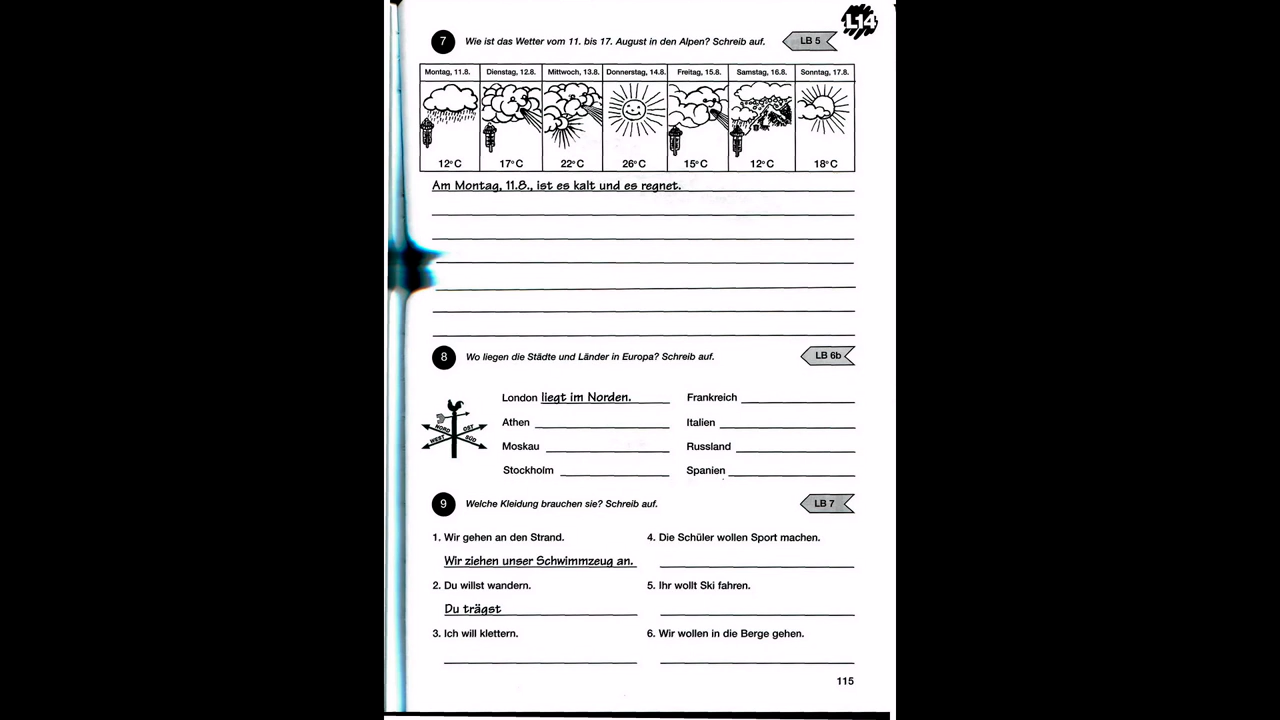 L14
7 Wie ist das Wetter vom 11. bis 17. August in den Alpen? Schreib auf. LB 5
Montag, 11.8. Dienstag, 12.8. Mittwoch, 13.8. Donnerstag, 14.8. Freitag, 15.8. Samstag, 16.8. Sonntag, 17.8.
12°C 17°C 22°C 26°C 15°C 12°C 18°C
Am Montag, 11.8., ist es kalt und es regnet.
8 Wo liegen die Städte und Länder in Europa? Schreib auf. LB 6b
London liegt im Norden. Frankreich
Athen Italien
NORD OST
WEST SÜD
Moskau Russland
Stockholm Spanien
9 Welche Kleidung brauchen sie? Schreib auf. LB 7
1. Wir gehen an den Strand. 4. Die Schüler wollen Sport machen.
Wir ziehen unser Schwimmzeug an.
2. Du willst wandern. 5. Ihr wollt Ski fahren.
Du trägst
3. Ich will klettern. 6. Wir wollen in die Berge gehen.
115